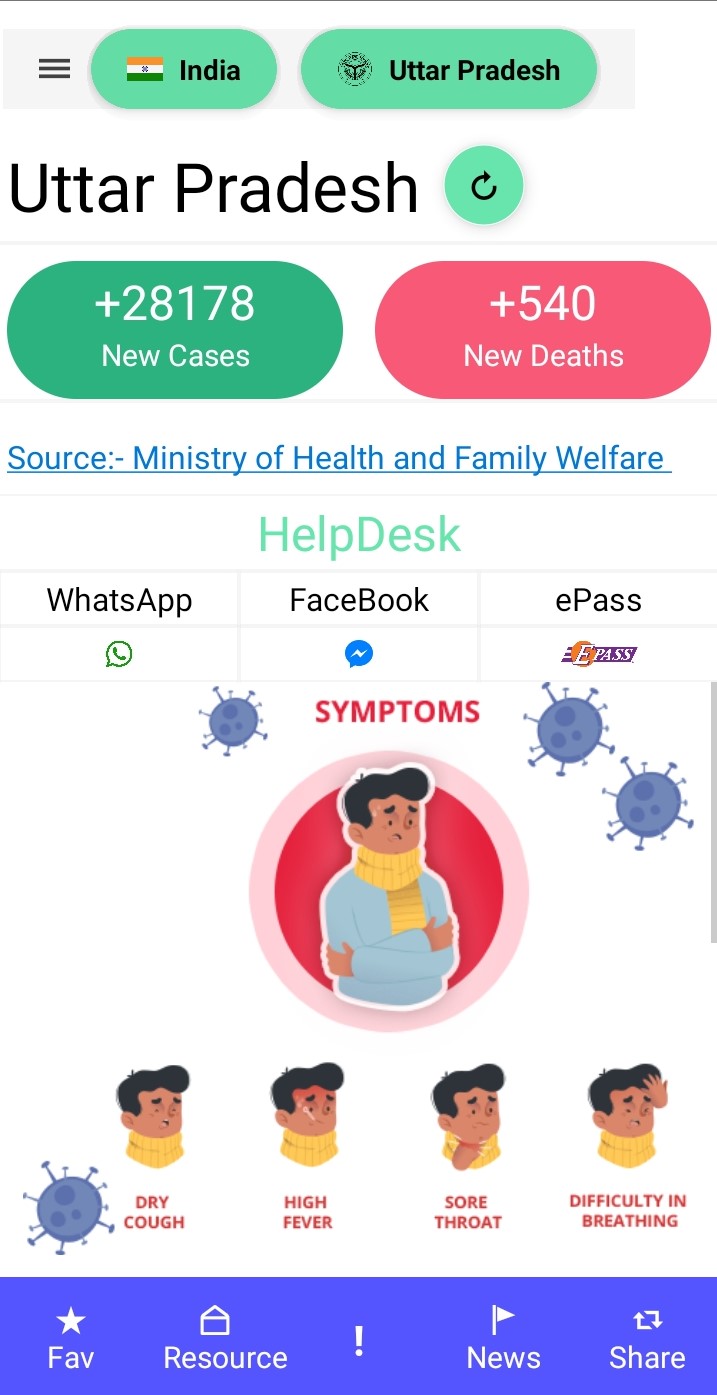 India
Uttar Pradesh
Uttar Pradesh
+28178
New Cases
+540
New Deaths
Source:- Ministry of Health and Family Welfare
HelpDesk
WhatsApp
FaceBook
ePass
EPASS
SYMPTOMS
DRY
COUGH
HIGH
FEVER
SORE
THROAT
DIFFICULTY IN
BREATHING
Fav
Resource
!
News
Share